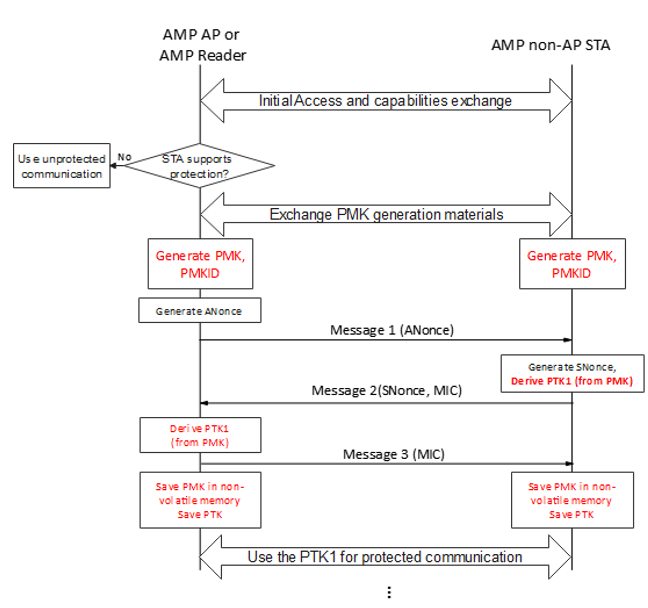 AMP AP or
AMP Reader
AMP non-AP STA
Initial Access and capabilities exchange
Use unprotected
communication
No
STA supports
protection?
Exchange PMK generation materials
Generate PMK,
PMKID
Generate PMK,
PMKID
Generate ANonce
Message 1 (ANonce)
Generate SNonce,
Derive PTK1 (from PMK)
Message 2(SNonce, MIC)
Derive PTK1
(from PMK)
Message 3 (MIC)
Save PMK in non-
volatile memory
Save PTK
Save PMK in non-
volatile memory
Save PTK
Use the PTK1 for protected communication
...